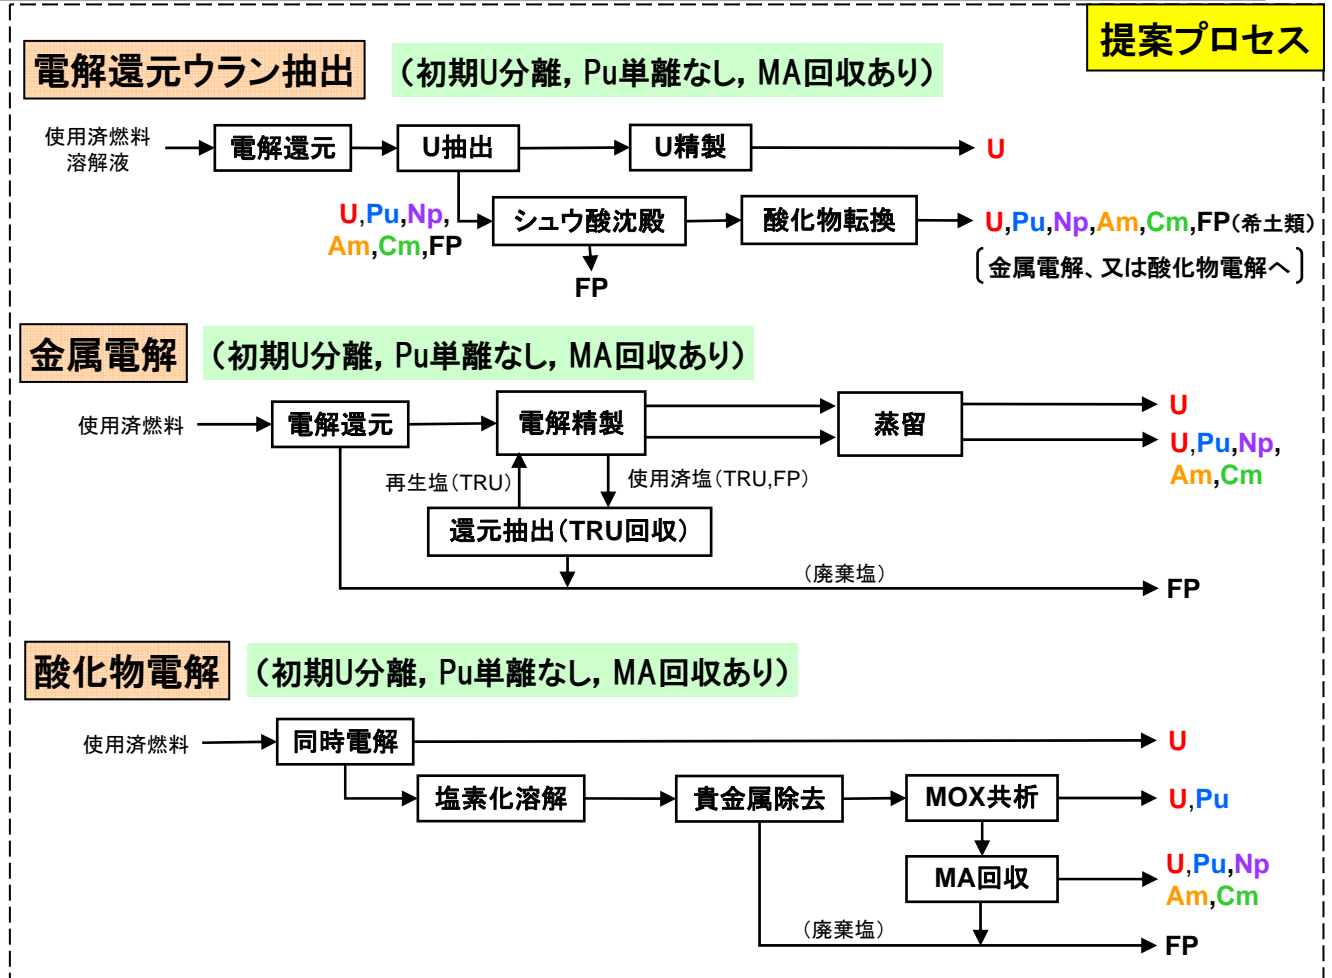 提案プロセス
電解還元ウラン抽出
（初期U分離, Pu単離なし, MA回収あり）
使用済燃料
溶解液
電解還元
U抽出
U精製
U
U,Pu,Np,
Am,Cm,FP
シュウ酸沈殿
酸化物転換
U,Pu,Np,Am,Cm,FP(希土類)
〔金属電解、又は酸化物電解へ〕
FP
金属電解
（初期U分離, Pu単離なし, MA回収あり）
使用済燃料
電解還元
電解精製
蒸留
U
U,Pu,Np,
Am,Cm
再生塩(TRU)
使用済塩(TRU,FP)
還元抽出(TRU回収)
（廃棄塩）
FP
酸化物電解
（初期U分離, Pu単離なし, MA回収あり）
使用済燃料
同時電解
U
塩素化溶解
貴金属除去
MOX共析
U,Pu
MA回収
U,Pu,Np
Am,Cm
（廃棄塩）
FP